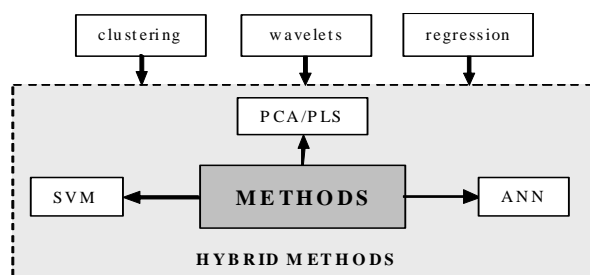 clustering
wavelets
regression
PCA/PLS
SVM
METHODS
ANN
HYBRID METHODS